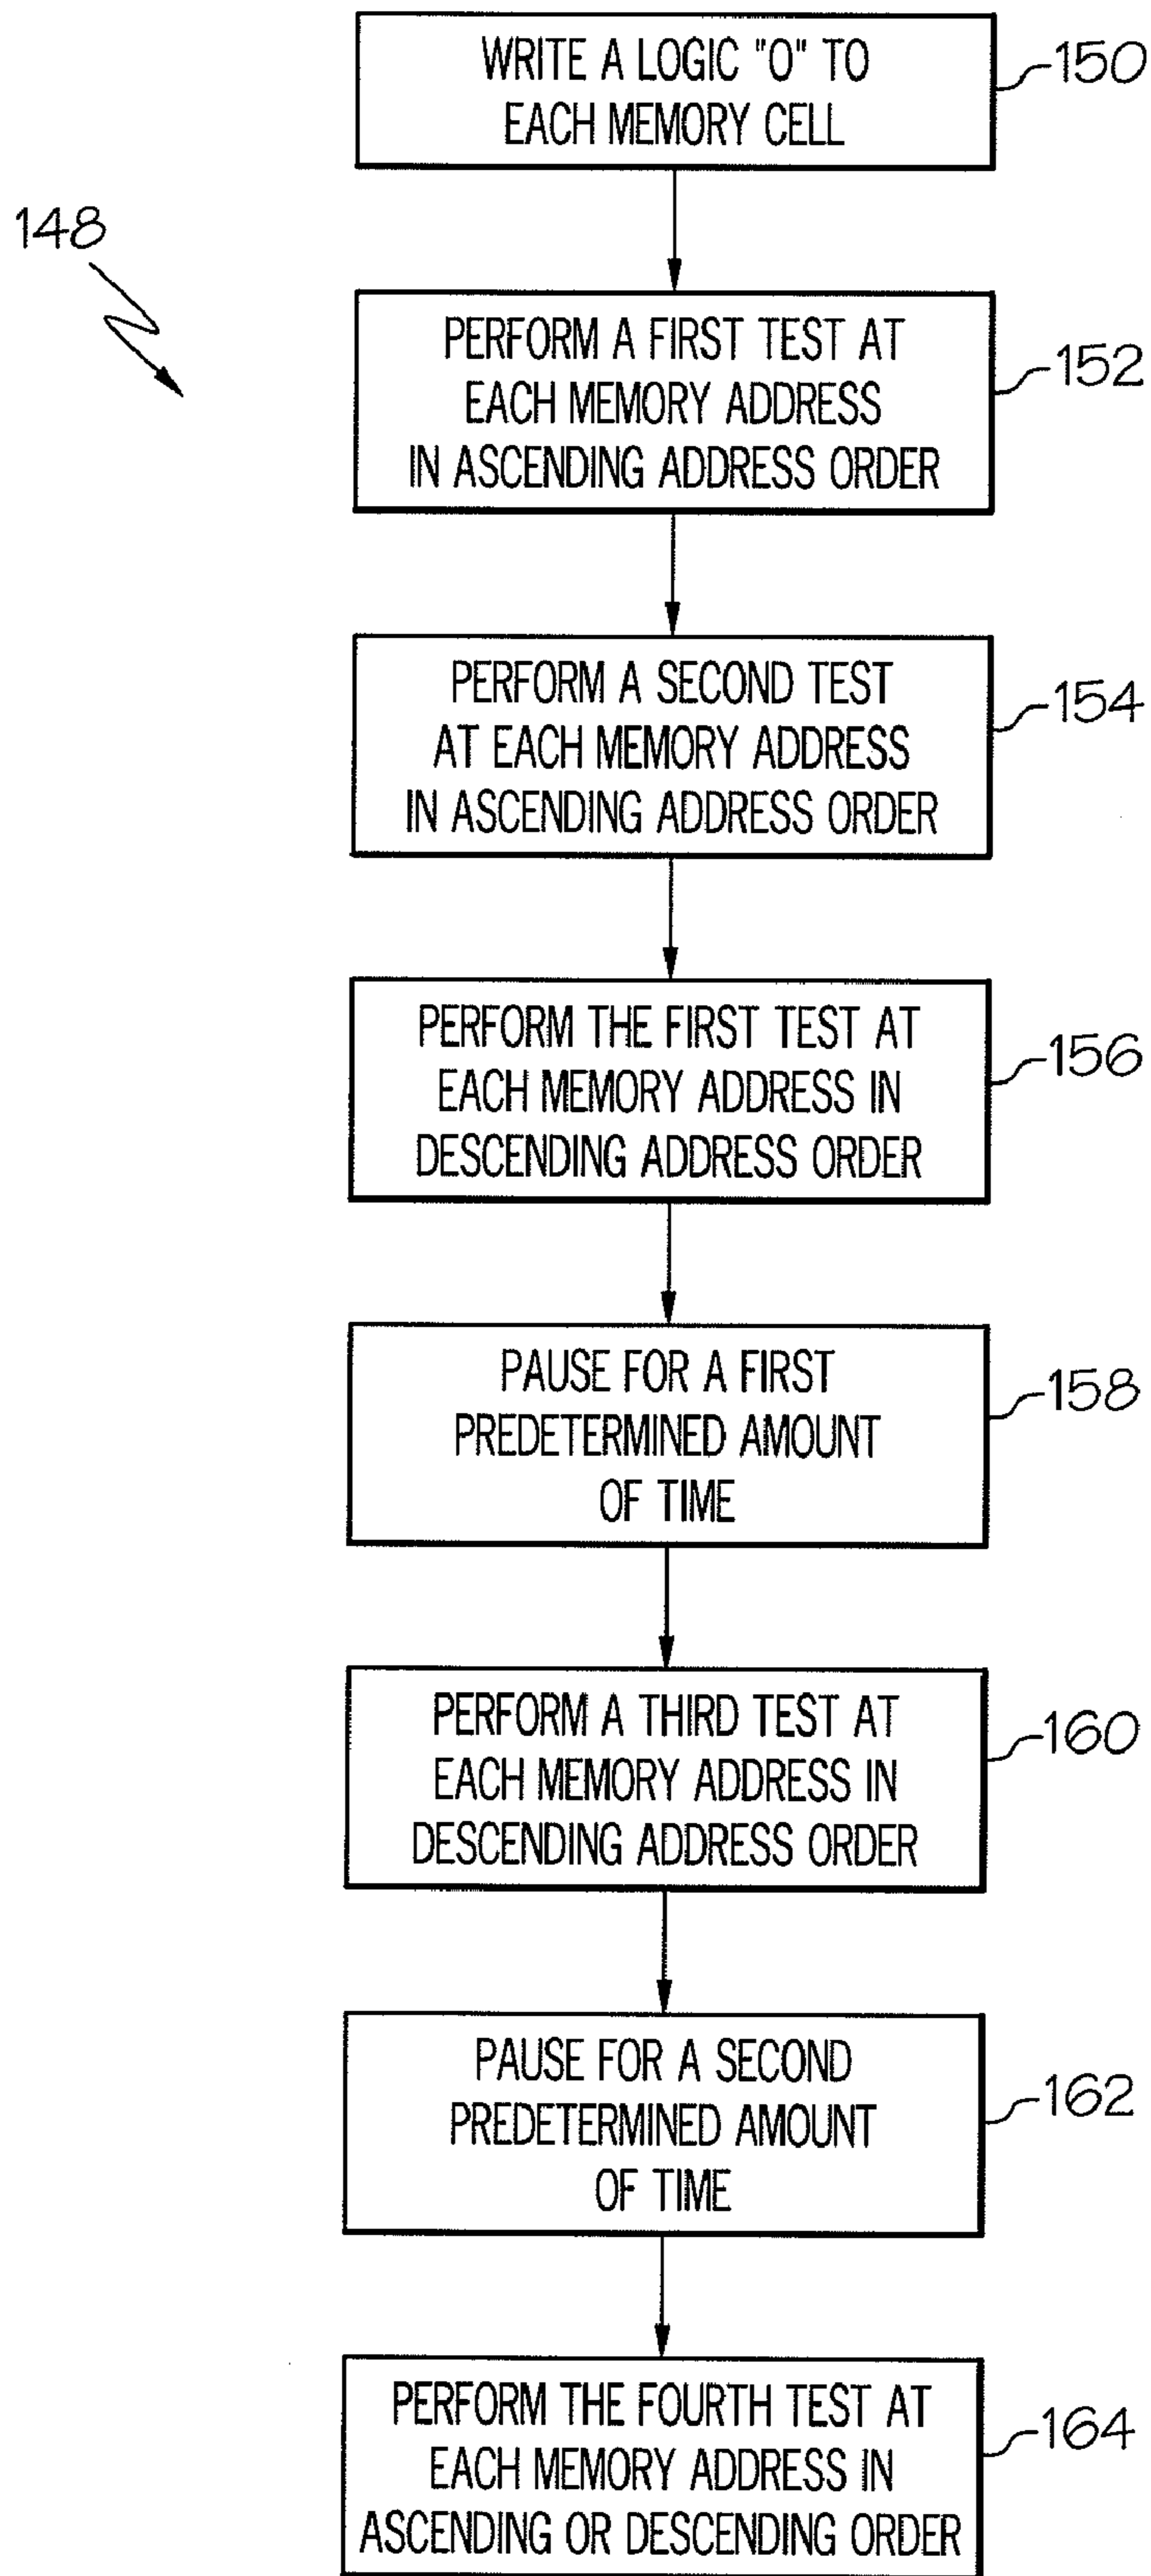 WRITE A LOGIC "0" TO
EACH MEMORY CELL
150
148
PERFORM A FIRST TEST AT
EACH MEMORY ADDRESS
IN ASCENDING ADDRESS ORDER
152
PERFORM A SECOND TEST
AT EACH MEMORY ADDRESS
IN ASCENDING ADDRESS ORDER
154
PERFORM THE FIRST TEST AT
EACH MEMORY ADDRESS IN
DESCENDING ADDRESS ORDER
156
PAUSE FOR A FIRST
PREDETERMINED AMOUNT
OF TIME
158
PERFORM A THIRD TEST AT
EACH MEMORY ADDRESS IN
DESCENDING ADDRESS ORDER
160
PAUSE FOR A SECOND
PREDETERMINED AMOUNT
OF TIME
162
PERFORM THE FOURTH TEST AT
EACH MEMORY ADDRESS IN
ASCENDING OR DESCENDING ORDER
164